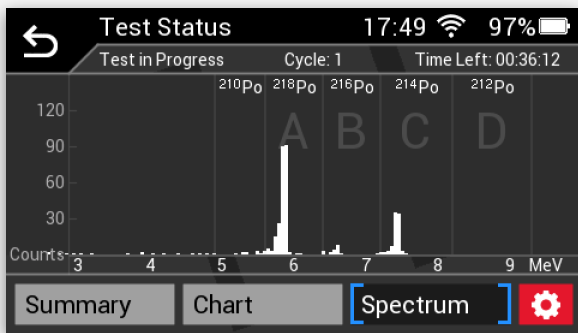 Test Status 17:49 97%
Test in Progress Cycle: 1 Time Left: 00:36:12
210Po 218Po 216Po 214Po 212Po
A B C D
120
90
60
30
Counts
3 4 5 6 7 8 9 MeV
Summary Chart Spectrum